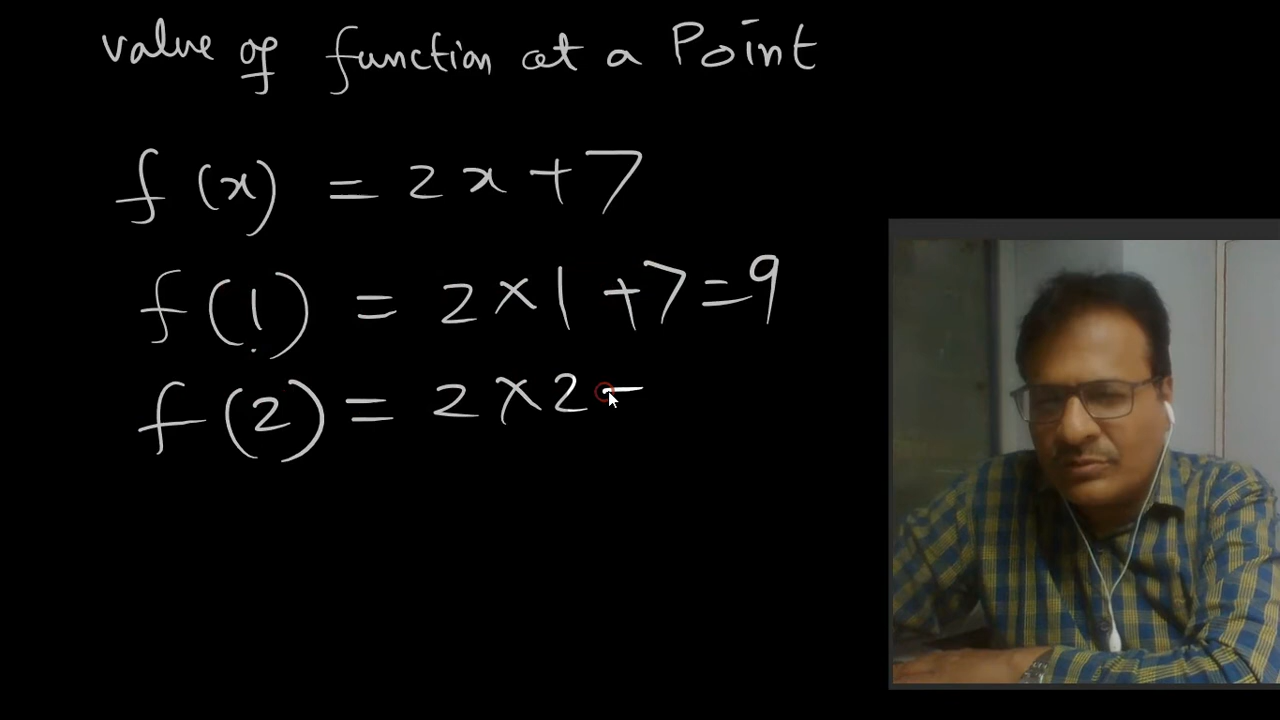 value of function at a Point
f(x) = 2x+7
f(1) = 2×1+7=9
f(2) = 2×2-